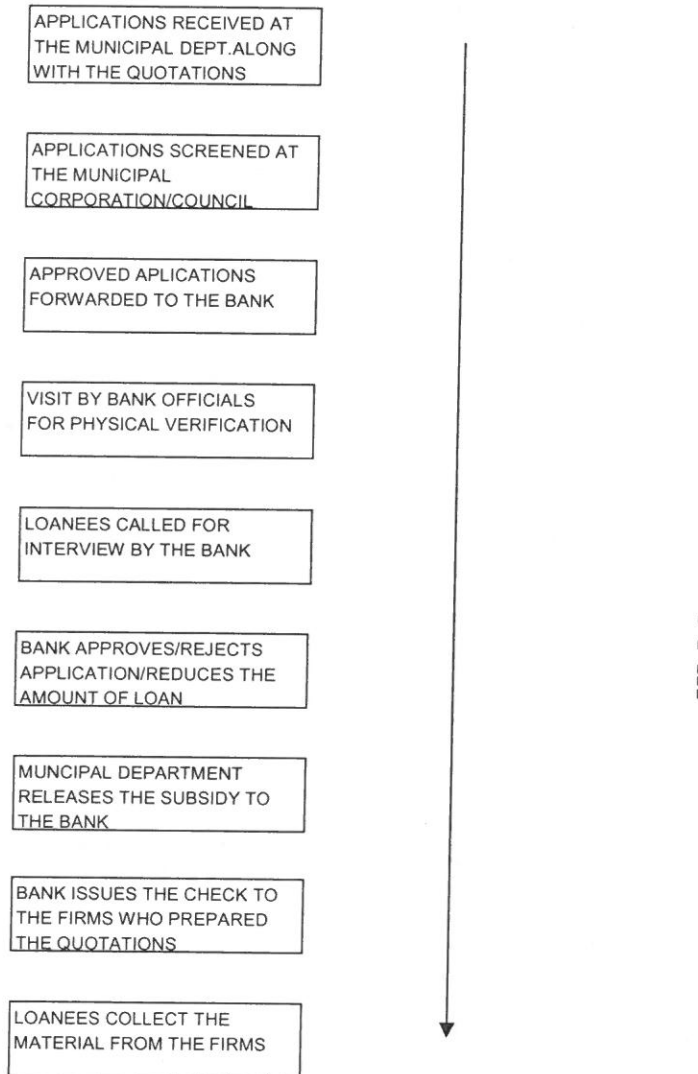 APPLICATIONS RECEIVED AT
THE MUNICIPAL DEPT.ALONG
WITH THE QUOTATIONS
APPLICATIONS SCREENED AT
THE MUNICIPAL
CORPORATION/COUNCIL
APPROVED APLICATIONS
FORWARDED TO THE BANK
VISIT BY BANK OFFICIALS
FOR PHYSICAL VERIFICATION
LOANEES CALLED FOR
INTERVIEW BY THE BANK
BANK APPROVES/REJECTS
APPLICATION/REDUCES THE
AMOUNT OF LOAN
MUNCIPAL DEPARTMENT
RELEASES THE SUBSIDY TO
THE BANK
BANK ISSUES THE CHECK TO
THE FIRMS WHO PREPARED
THE QUOTATIONS
LOANEES COLLECT THE
MATERIAL FROM THE FIRMS